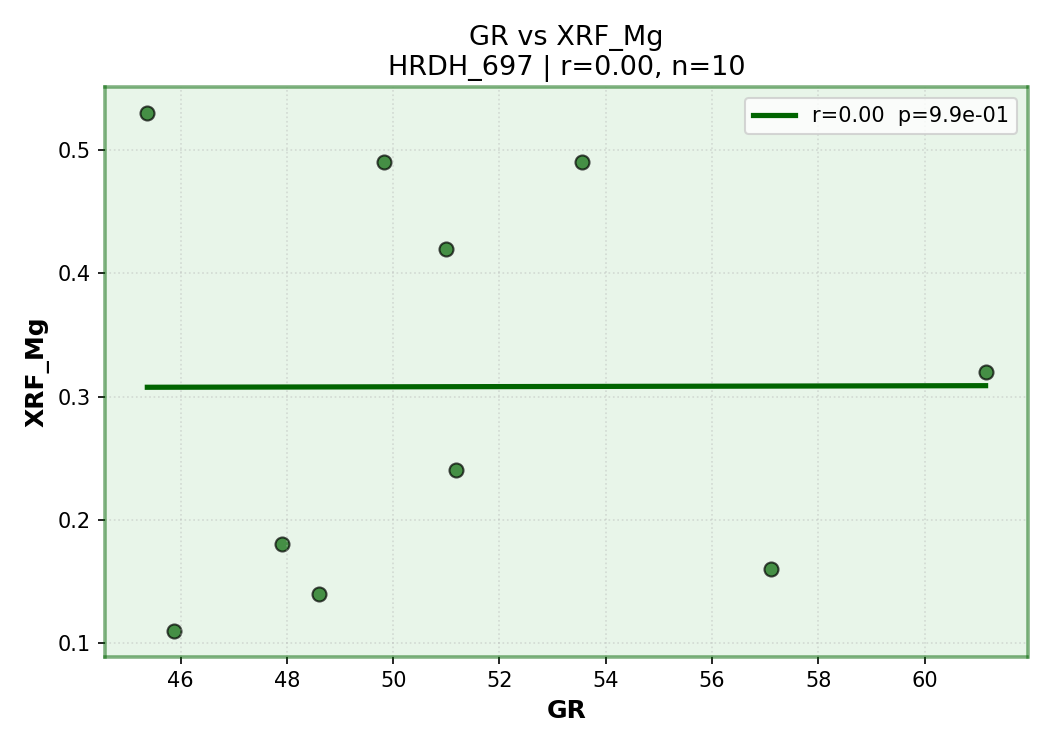 GR vs XRF_Mg
HRDH_697 | r=0.00, n=10
r=0.00  p=9.9e-01
XRF_Mg
0.5
0.4
0.3
0.2
0.1
46 48 50 52 54 56 58 60
GR